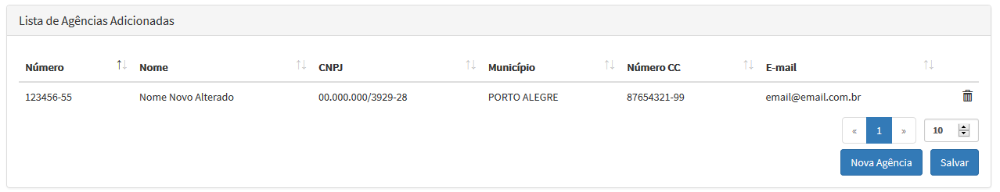 Lista de Agências Adicionadas
Número Nome CNPJ Município Número CC E-mail
123456-55 Nome Novo Alterado 00.000.000/3929-28 PORTO ALEGRE 87654321-99 email@email.com.br
« 1 » 10
Nova Agência Salvar